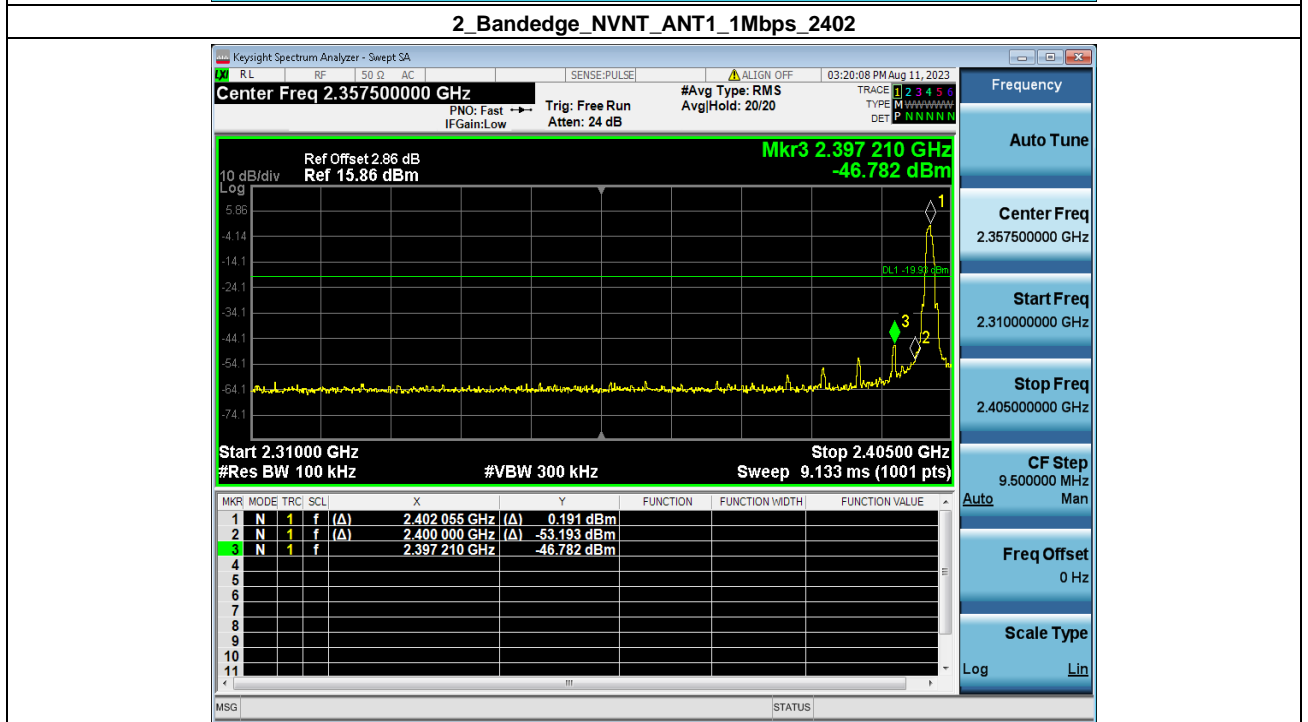 2_Bandedge_NVNT_ANT1_1Mbps_2402
Keysight Spectrum Analyzer - Swept SA
LXI RL RF 50 Ω AC SENSE:PULSE ALIGN OFF 03:20:08 PM Aug 11, 2023
Center Freq 2.357500000 GHz
PNO: Fast
IFGain:Low
Trig: Free Run
Atten: 24 dB
#Avg Type: RMS
Avg|Hold: 20/20
TRACE 1 2 3 4 5 6
TYPE M WWWWW
DET P N N N N N
Frequency
Mkr3 2.397 210 GHz
-46.782 dBm
Ref Offset 2.86 dB
10 dB/div Ref 15.86 dBm
Log
5.86
-4.14
-14.1
-24.1
-34.1
-44.1
-54.1
-64.1
-74.1
1
DL1 -19.93 dBm
3
2
Start 2.31000 GHz Stop 2.40500 GHz
#Res BW 100 kHz #VBW 300 kHz Sweep 9.133 ms (1001 pts)
MKR MODE TRC SCL X Y FUNCTION FUNCTION WIDTH FUNCTION VALUE
1 N 1 f (Δ) 2.402 055 GHz (Δ) 0.191 dBm
2 N 1 f (Δ) 2.400 000 GHz (Δ) -53.193 dBm
3 N 1 f 2.397 210 GHz -46.782 dBm
4
5
6
7
8
9
10
11
MSG STATUS
Auto Tune
Center Freq
2.357500000 GHz
Start Freq
2.310000000 GHz
Stop Freq
2.405000000 GHz
CF Step
9.500000 MHz
Auto Man
Freq Offset
0 Hz
Scale Type
Log Lin